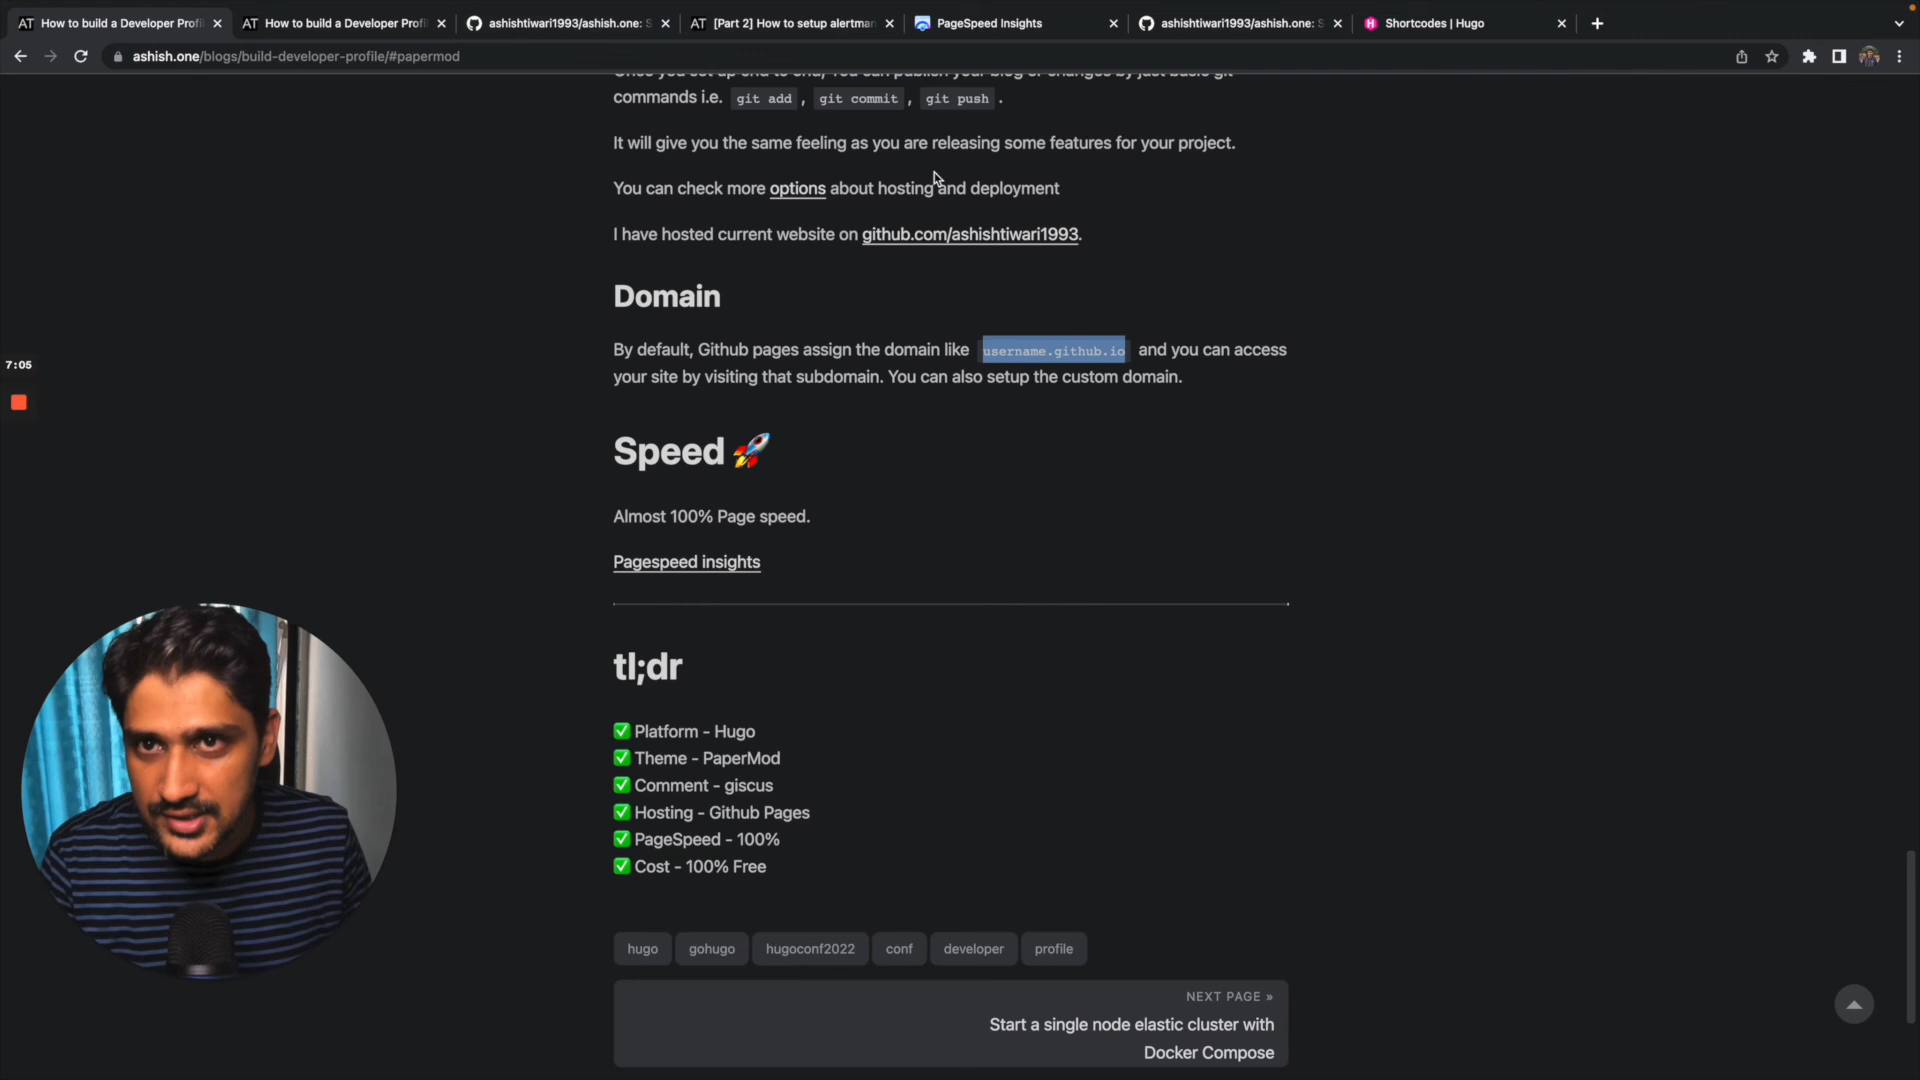 AT How to build a Developer Profi
AT How to build a Developer Profi
ashishtiwari1993/ashish.one: S
AT [Part 2] How to setup alertman
PageSpeed Insights
ashishtiwari1993/ashish.one: S
Shortcodes | Hugo
ashish.one/blogs/build-developer-profile/#papermod
commands i.e. git add , git commit , git push .
It will give you the same feeling as you are releasing some features for your project.
You can check more options about hosting and deployment
I have hosted current website on github.com/ashishtiwari1993.
Domain
By default, Github pages assign the domain like username.github.io and you can access
your site by visiting that subdomain. You can also setup the custom domain.
7:05
Speed 🚀
Almost 100% Page speed.
Pagespeed insights
tl;dr
✅ Platform - Hugo
✅ Theme - PaperMod
✅ Comment - giscus
✅ Hosting - Github Pages
✅ PageSpeed - 100%
✅ Cost - 100% Free
hugo gohugo hugoconf2022 conf developer profile
NEXT PAGE »
Start a single node elastic cluster with
Docker Compose